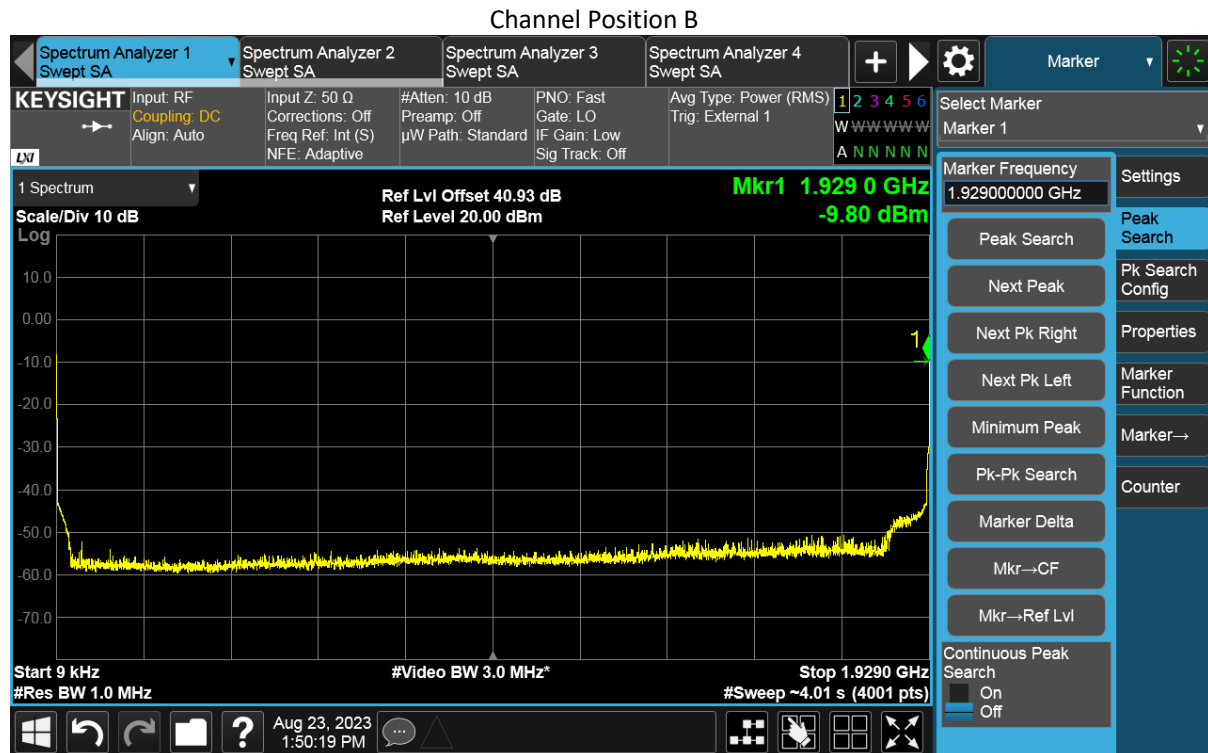 Channel Position B
Spectrum Analyzer 1
Swept SA
Spectrum Analyzer 2
Swept SA
Spectrum Analyzer 3
Swept SA
Spectrum Analyzer 4
Swept SA
+
Marker
KEYSIGHT
LXI
Input: RF
Coupling: DC
Align: Auto
Input Z: 50 Ω
Corrections: Off
Freq Ref: Int (S)
NFE: Adaptive
#Atten: 10 dB
Preamp: Off
µW Path: Standard
PNO: Fast
Gate: LO
IF Gain: Low
Sig Track: Off
Avg Type: Power (RMS)
Trig: External 1
1 2 3 4 5 6
W W W W W W
A N N N N N
Select Marker
Marker 1
1 Spectrum
Scale/Div 10 dB
Log
Ref Lvl Offset 40.93 dB
Ref Level 20.00 dBm
Mkr1 1.929 0 GHz
-9.80 dBm
10.0
0.00
-10.0
-20.0
-30.0
-40.0
-50.0
-60.0
-70.0
1
Start 9 kHz
#Res BW 1.0 MHz
#Video BW 3.0 MHz*
Stop 1.9290 GHz
#Sweep ~4.01 s (4001 pts)
Marker Frequency
1.929000000 GHz
Peak Search
Next Peak
Next Pk Right
Next Pk Left
Minimum Peak
Pk-Pk Search
Marker Delta
Mkr→CF
Mkr→Ref Lvl
Continuous Peak
Search
On
Off
Settings
Peak
Search
Pk Search
Config
Properties
Marker
Function
Marker→
Counter
?
Aug 23, 2023
1:50:19 PM